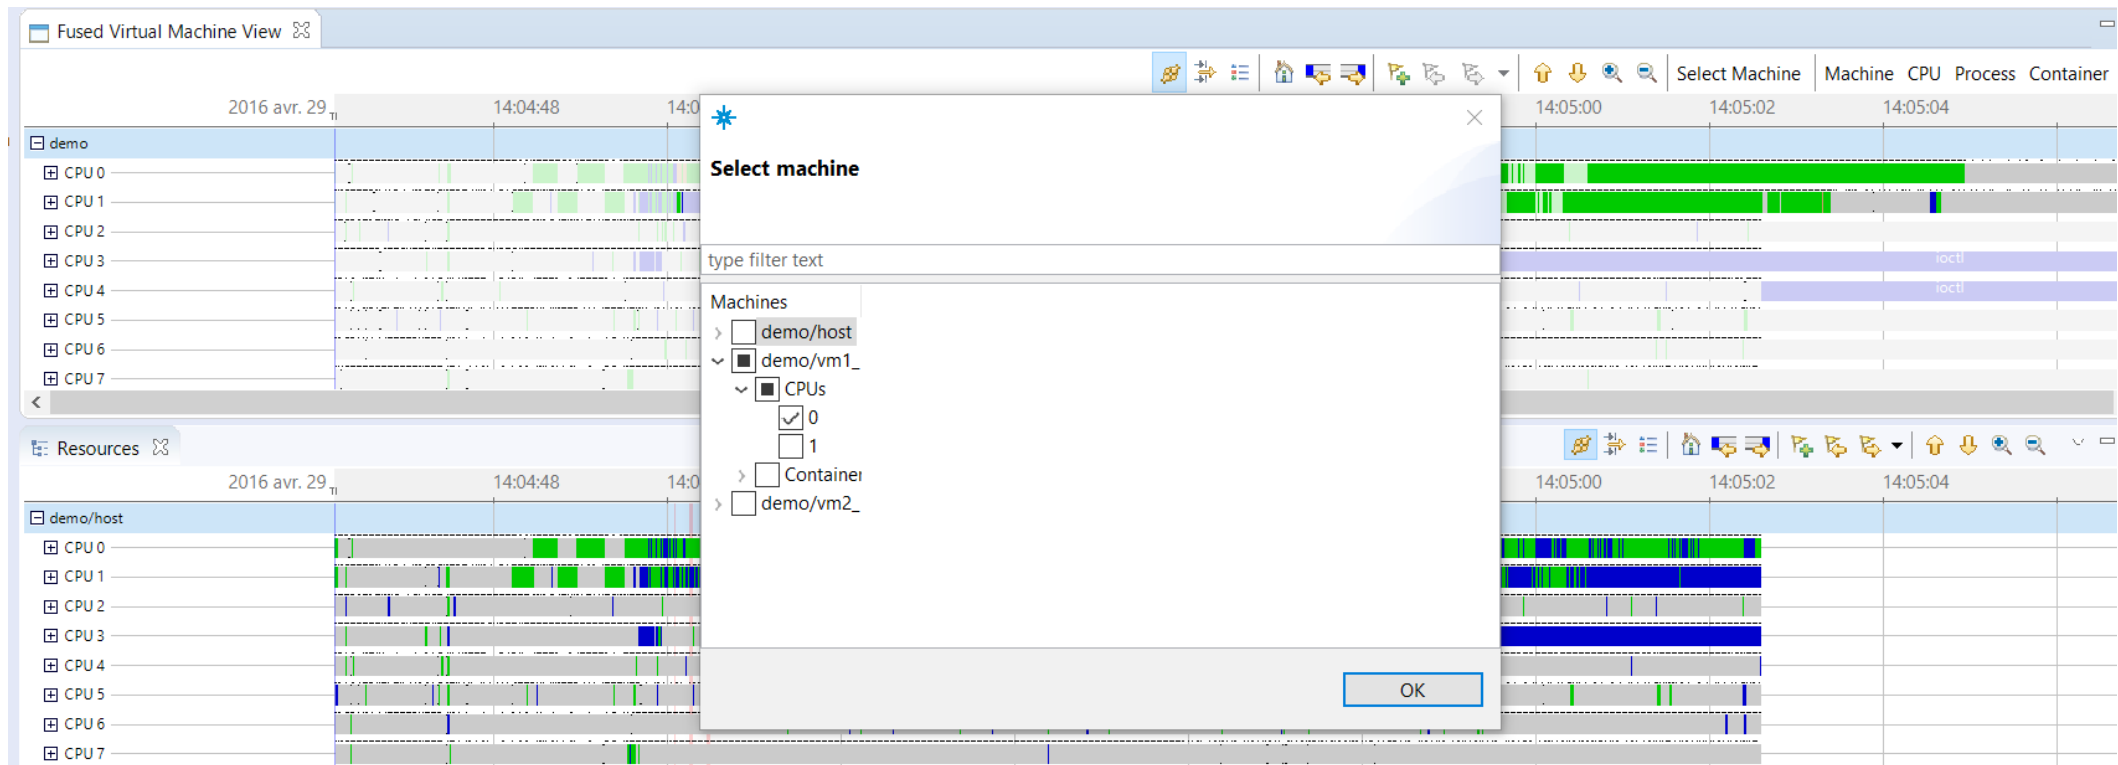 Fused Virtual Machine View
Select Machine Machine CPU Process Container
2016 avr. 29 14:04:48 14:0 14:05:00 14:05:02 14:05:04
demo
CPU 0
CPU 1
CPU 2
CPU 3 ioctl
CPU 4 ioctl
CPU 5
CPU 6
CPU 7
Select machine
type filter text
Machines
demo/host
demo/vm1_
CPUs
0
1
Container
demo/vm2_
OK
Resources
2016 avr. 29 14:04:48 14:0 14:05:00 14:05:02 14:05:04
demo/host
CPU 0
CPU 1
CPU 2
CPU 3
CPU 4
CPU 5
CPU 6
CPU 7